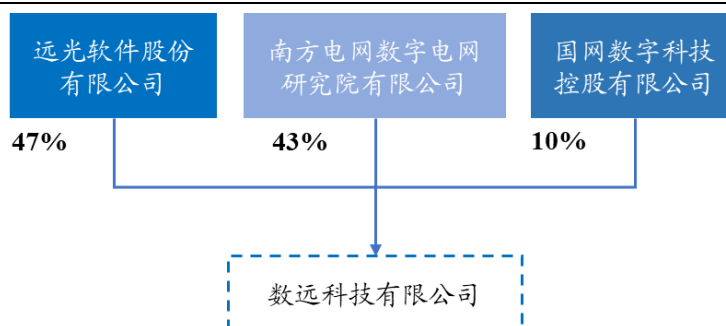 远光软件股份
有限公司
南方电网数字电网
研究院有限公司
国网数字科技
控股有限公司
47%
43%
10%
数远科技有限公司